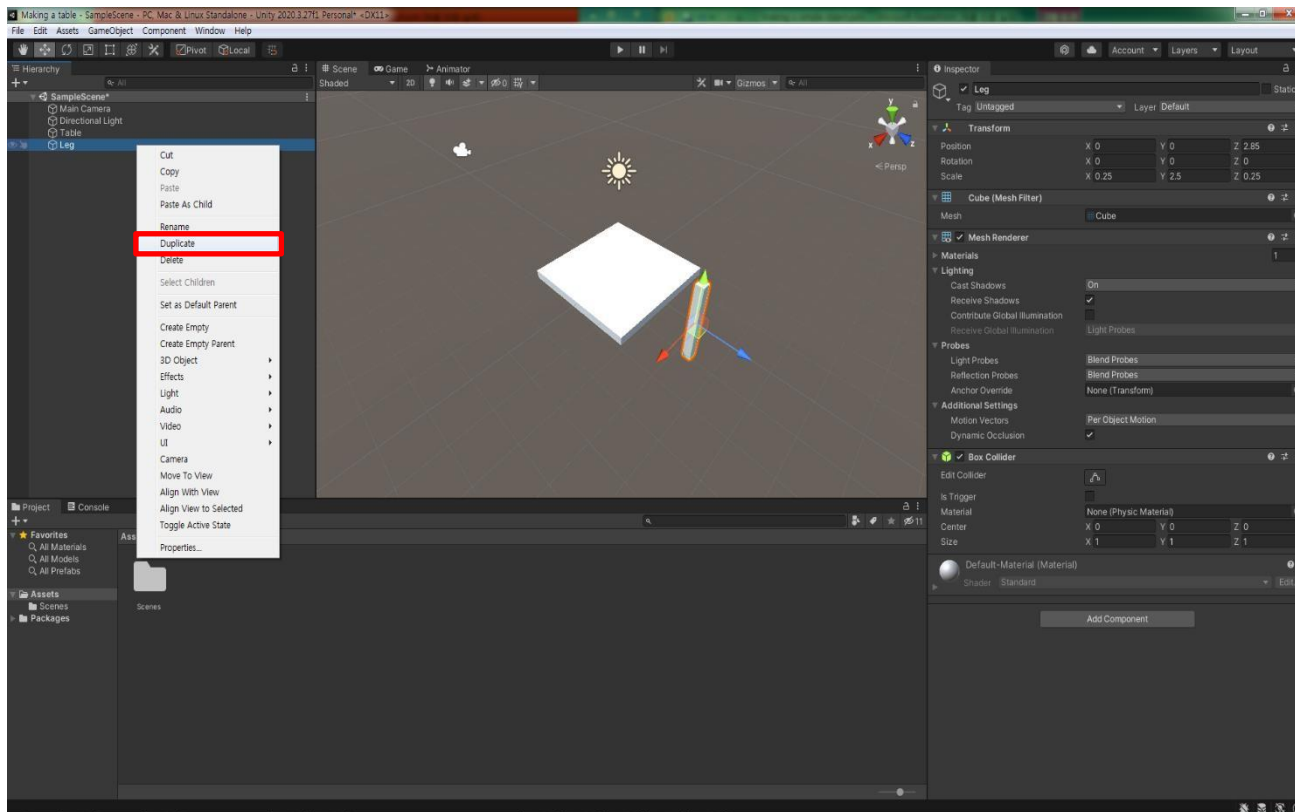 Making a table - SampleScene - PC, Mac & Linux Standalone - Unity 2020.3.27f1 Personal* <DX11>
File Edit Assets GameObject Component Window Help
Pivot Local Account Layers Layout
Hierarchy
All
SampleScene*
Main Camera
Directional Light
Table
Leg
Cut
Copy
Paste
Paste As Child
Rename
Duplicate
Delete
Select Children
Set as Default Parent
Create Empty
Create Empty Parent
3D Object
Effects
Light
Audio
Video
UI
Camera
Move To View
Align With View
Align View to Selected
Toggle Active State
Properties...
Scene Game Animator
Shaded 2D 0 Gizmos All
y
x z
Persp
Inspector
Leg Static
Tag Untagged Layer Default
Transform
Position X 0 Y 0 Z 2.85
Rotation X 0 Y 0 Z 0
Scale X 0.25 Y 2.5 Z 0.25
Cube (Mesh Filter)
Mesh Cube
Mesh Renderer
Materials 1
Lighting
Cast Shadows On
Receive Shadows
Contribute Global Illumination
Receive Global Illumination Light Probes
Probes
Light Probes Blend Probes
Reflection Probes Blend Probes
Anchor Override None (Transform)
Additional Settings
Motion Vectors Per Object Motion
Dynamic Occlusion
Box Collider
Edit Collider
Is Trigger
Material None (Physic Material)
Center X 0 Y 0 Z 0
Size X 1 Y 1 Z 1
Default-Material (Material)
Shader Standard Edit
Add Component
Project Console
11
Favorites
All Materials
All Models
All Prefabs
Assets
Scenes
Packages
Ass
Scenes